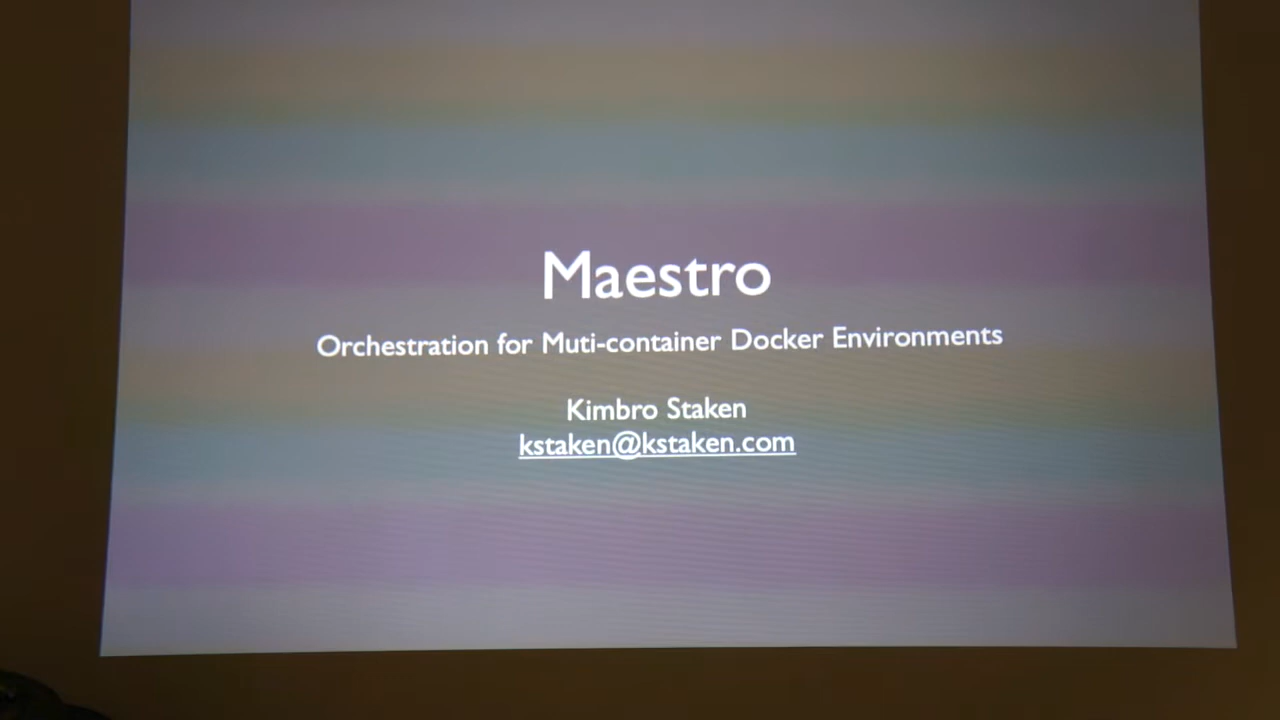 Maestro
Orchestration for Muti-container Docker Environments
Kimbro Staken
kstaken@kstaken.com